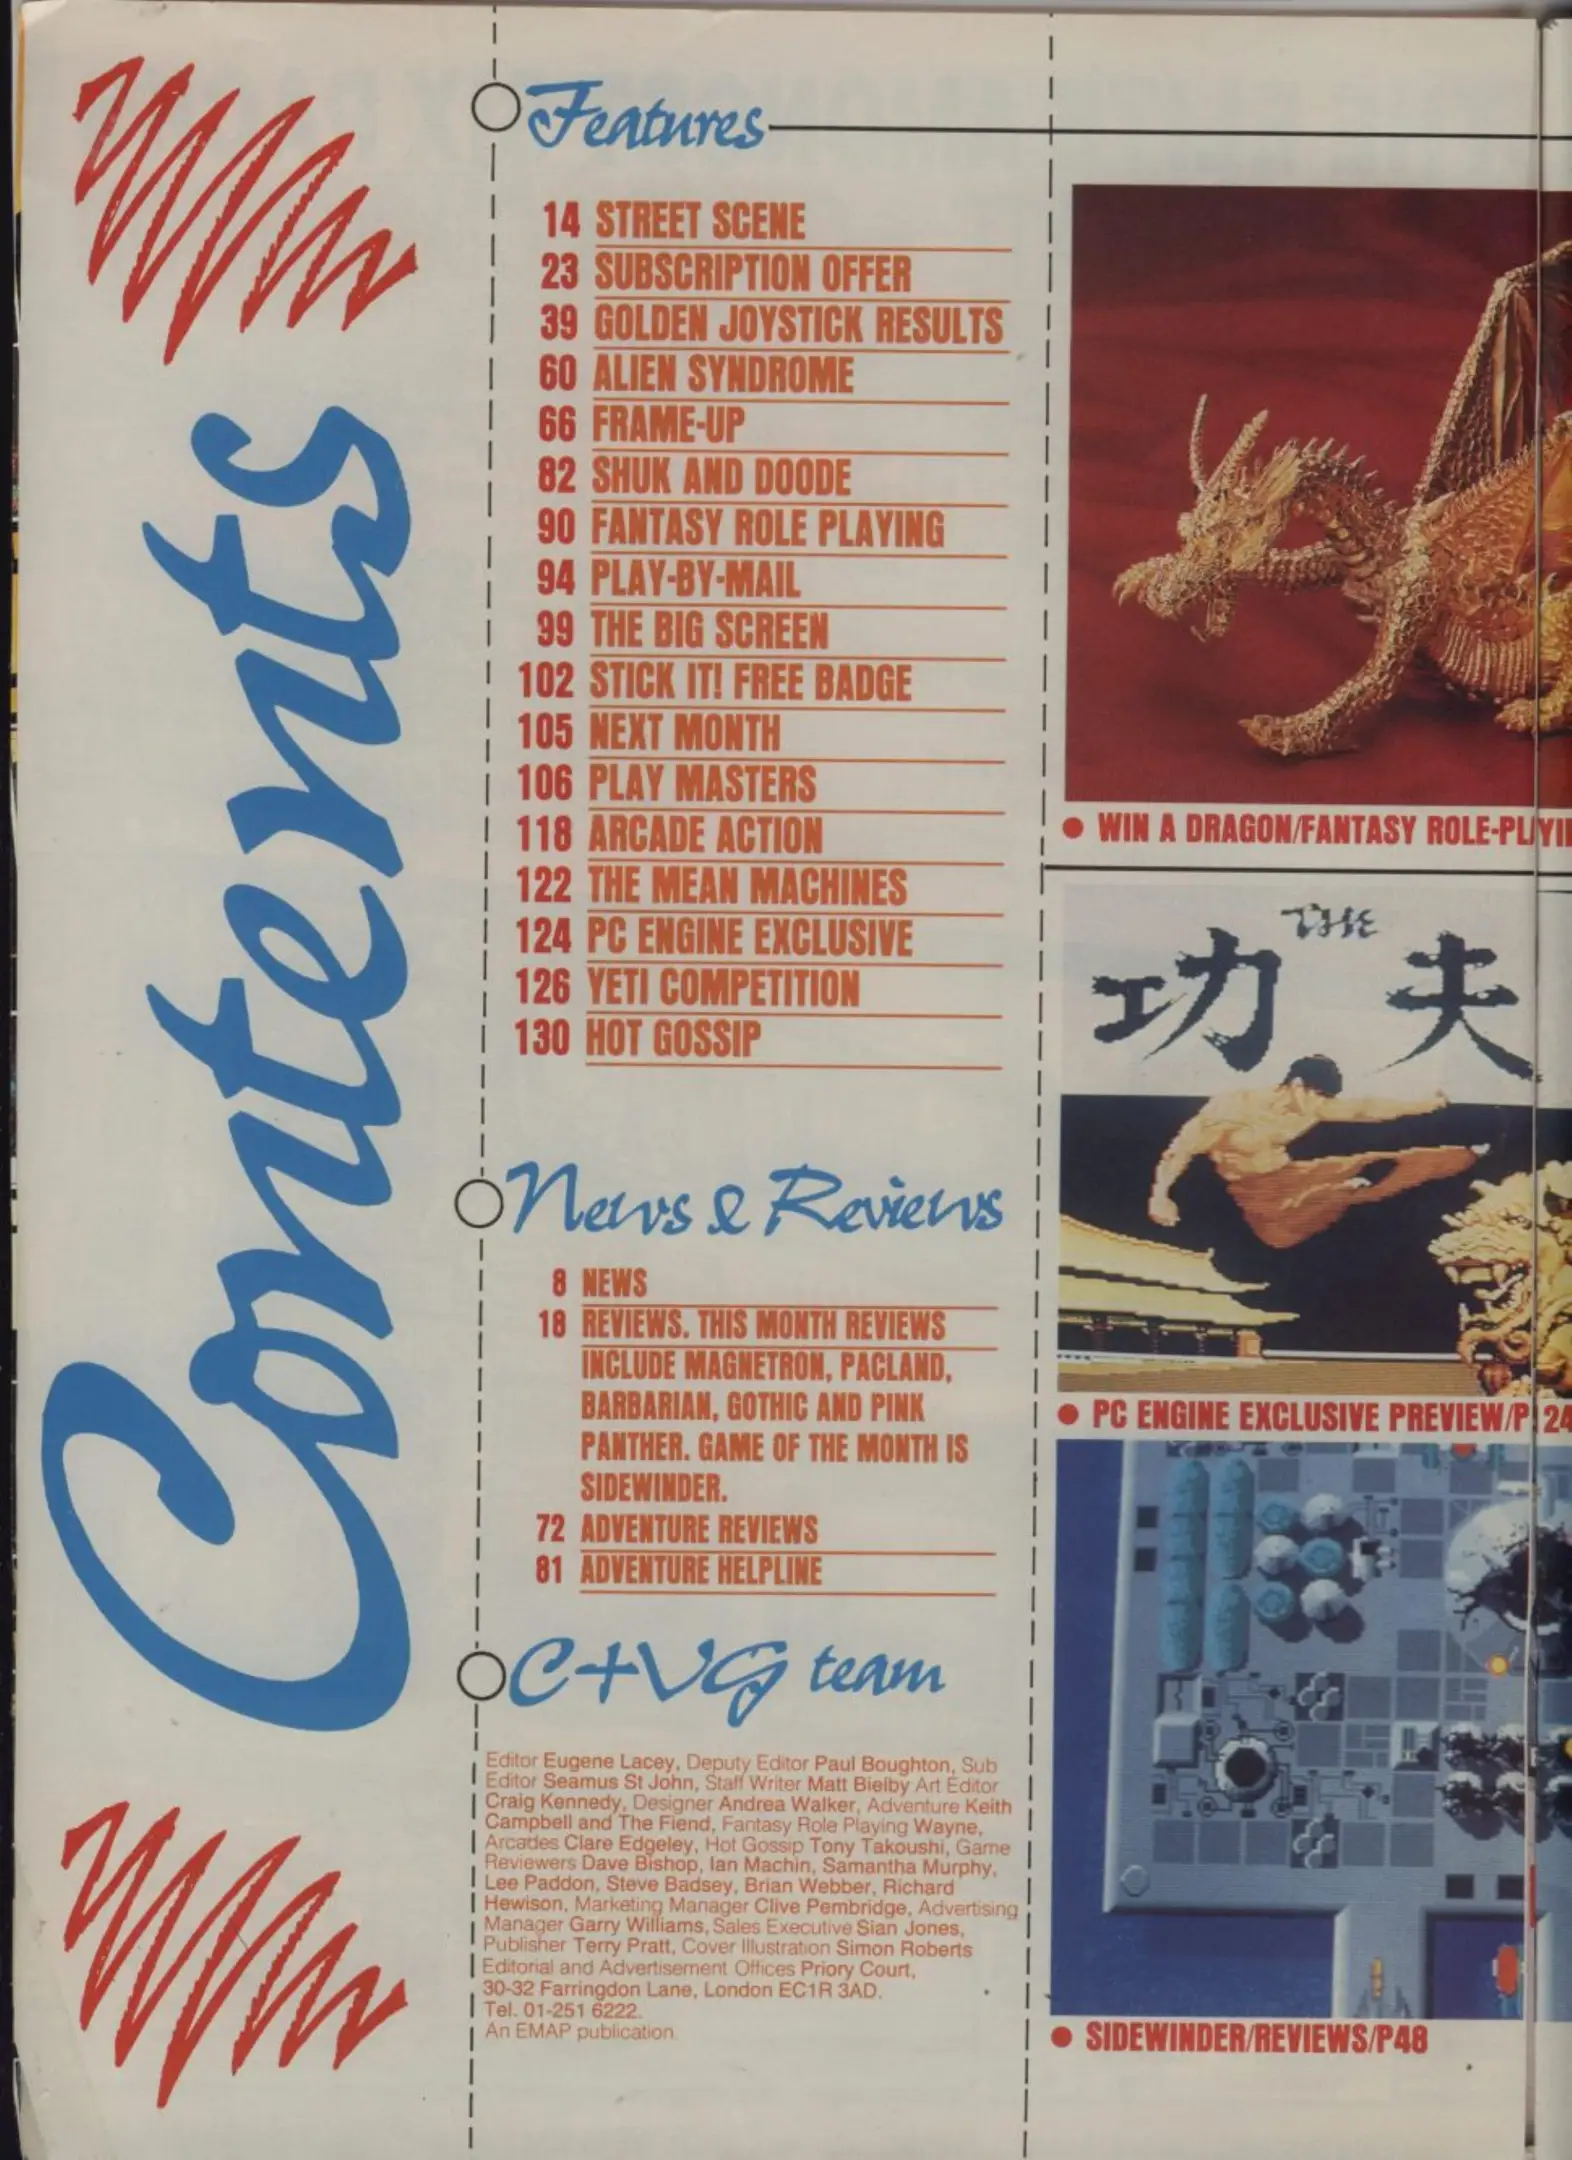 Contents
Features
14 STREET SCENE
23 SUBSCRIPTION OFFER
39 GOLDEN JOYSTICK RESULTS
60 ALIEN SYNDROME
66 FRAME-UP
82 SHUK AND DOODE
90 FANTASY ROLE PLAYING
94 PLAY-BY-MAIL
99 THE BIG SCREEN
102 STICK IT! FREE BADGE
105 NEXT MONTH
106 PLAY MASTERS
118 ARCADE ACTION
122 THE MEAN MACHINES
124 PC ENGINE EXCLUSIVE
126 YETI COMPETITION
130 HOT GOSSIP
News & Reviews
8 NEWS
18 REVIEWS. THIS MONTH REVIEWS
INCLUDE MAGNETRON, PACLAND,
BARBARIAN, GOTHIC AND PINK
PANTHER. GAME OF THE MONTH IS
SIDEWINDER.
72 ADVENTURE REVIEWS
81 ADVENTURE HELPLINE
C+VG team
Editor Eugene Lacey, Deputy Editor Paul Boughton, Sub
Editor Seamus St John, Staff Writer Matt Bielby Art Editor
Craig Kennedy, Designer Andrea Walker, Adventure Keith
Campbell and The Fiend, Fantasy Role Playing Wayne,
Arcades Clare Edgeley, Hot Gossip Tony Takoushi, Game
Reviewers Dave Bishop, Ian Machin, Samantha Murphy,
Lee Paddon, Steve Badsey, Brian Webber, Richard
Hewison, Marketing Manager Clive Pembridge, Advertising
Manager Garry Williams, Sales Executive Sian Jones,
Publisher Terry Pratt, Cover Illustration Simon Roberts
Editorial and Advertisement Offices Priory Court,
30-32 Farringdon Lane, London EC1R 3AD.
Tel. 01-251 6222.
An EMAP publication.
● WIN A DRAGON/FANTASY ROLE-PLAYI
THE
功夫
● PC ENGINE EXCLUSIVE PREVIEW/P124
● SIDEWINDER/REVIEWS/P48